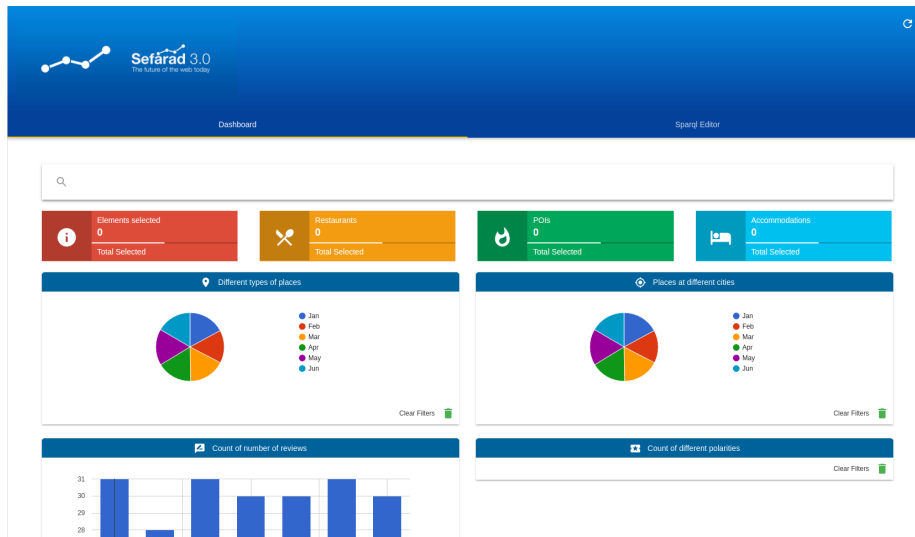 Sefarad 3.0
The future of the web today
Dashboard
Sparql Editor
Elements selected
0
Total Selected
Restaurants
0
Total Selected
POIs
0
Total Selected
Accommodations
0
Total Selected
Different types of places
Jan
Feb
Mar
Apr
May
Jun
Clear Filters
Places at different cities
Jan
Feb
Mar
Apr
May
Jun
Clear Filters
Count of number of reviews
31
30
29
28
Count of different polarities
Clear Filters